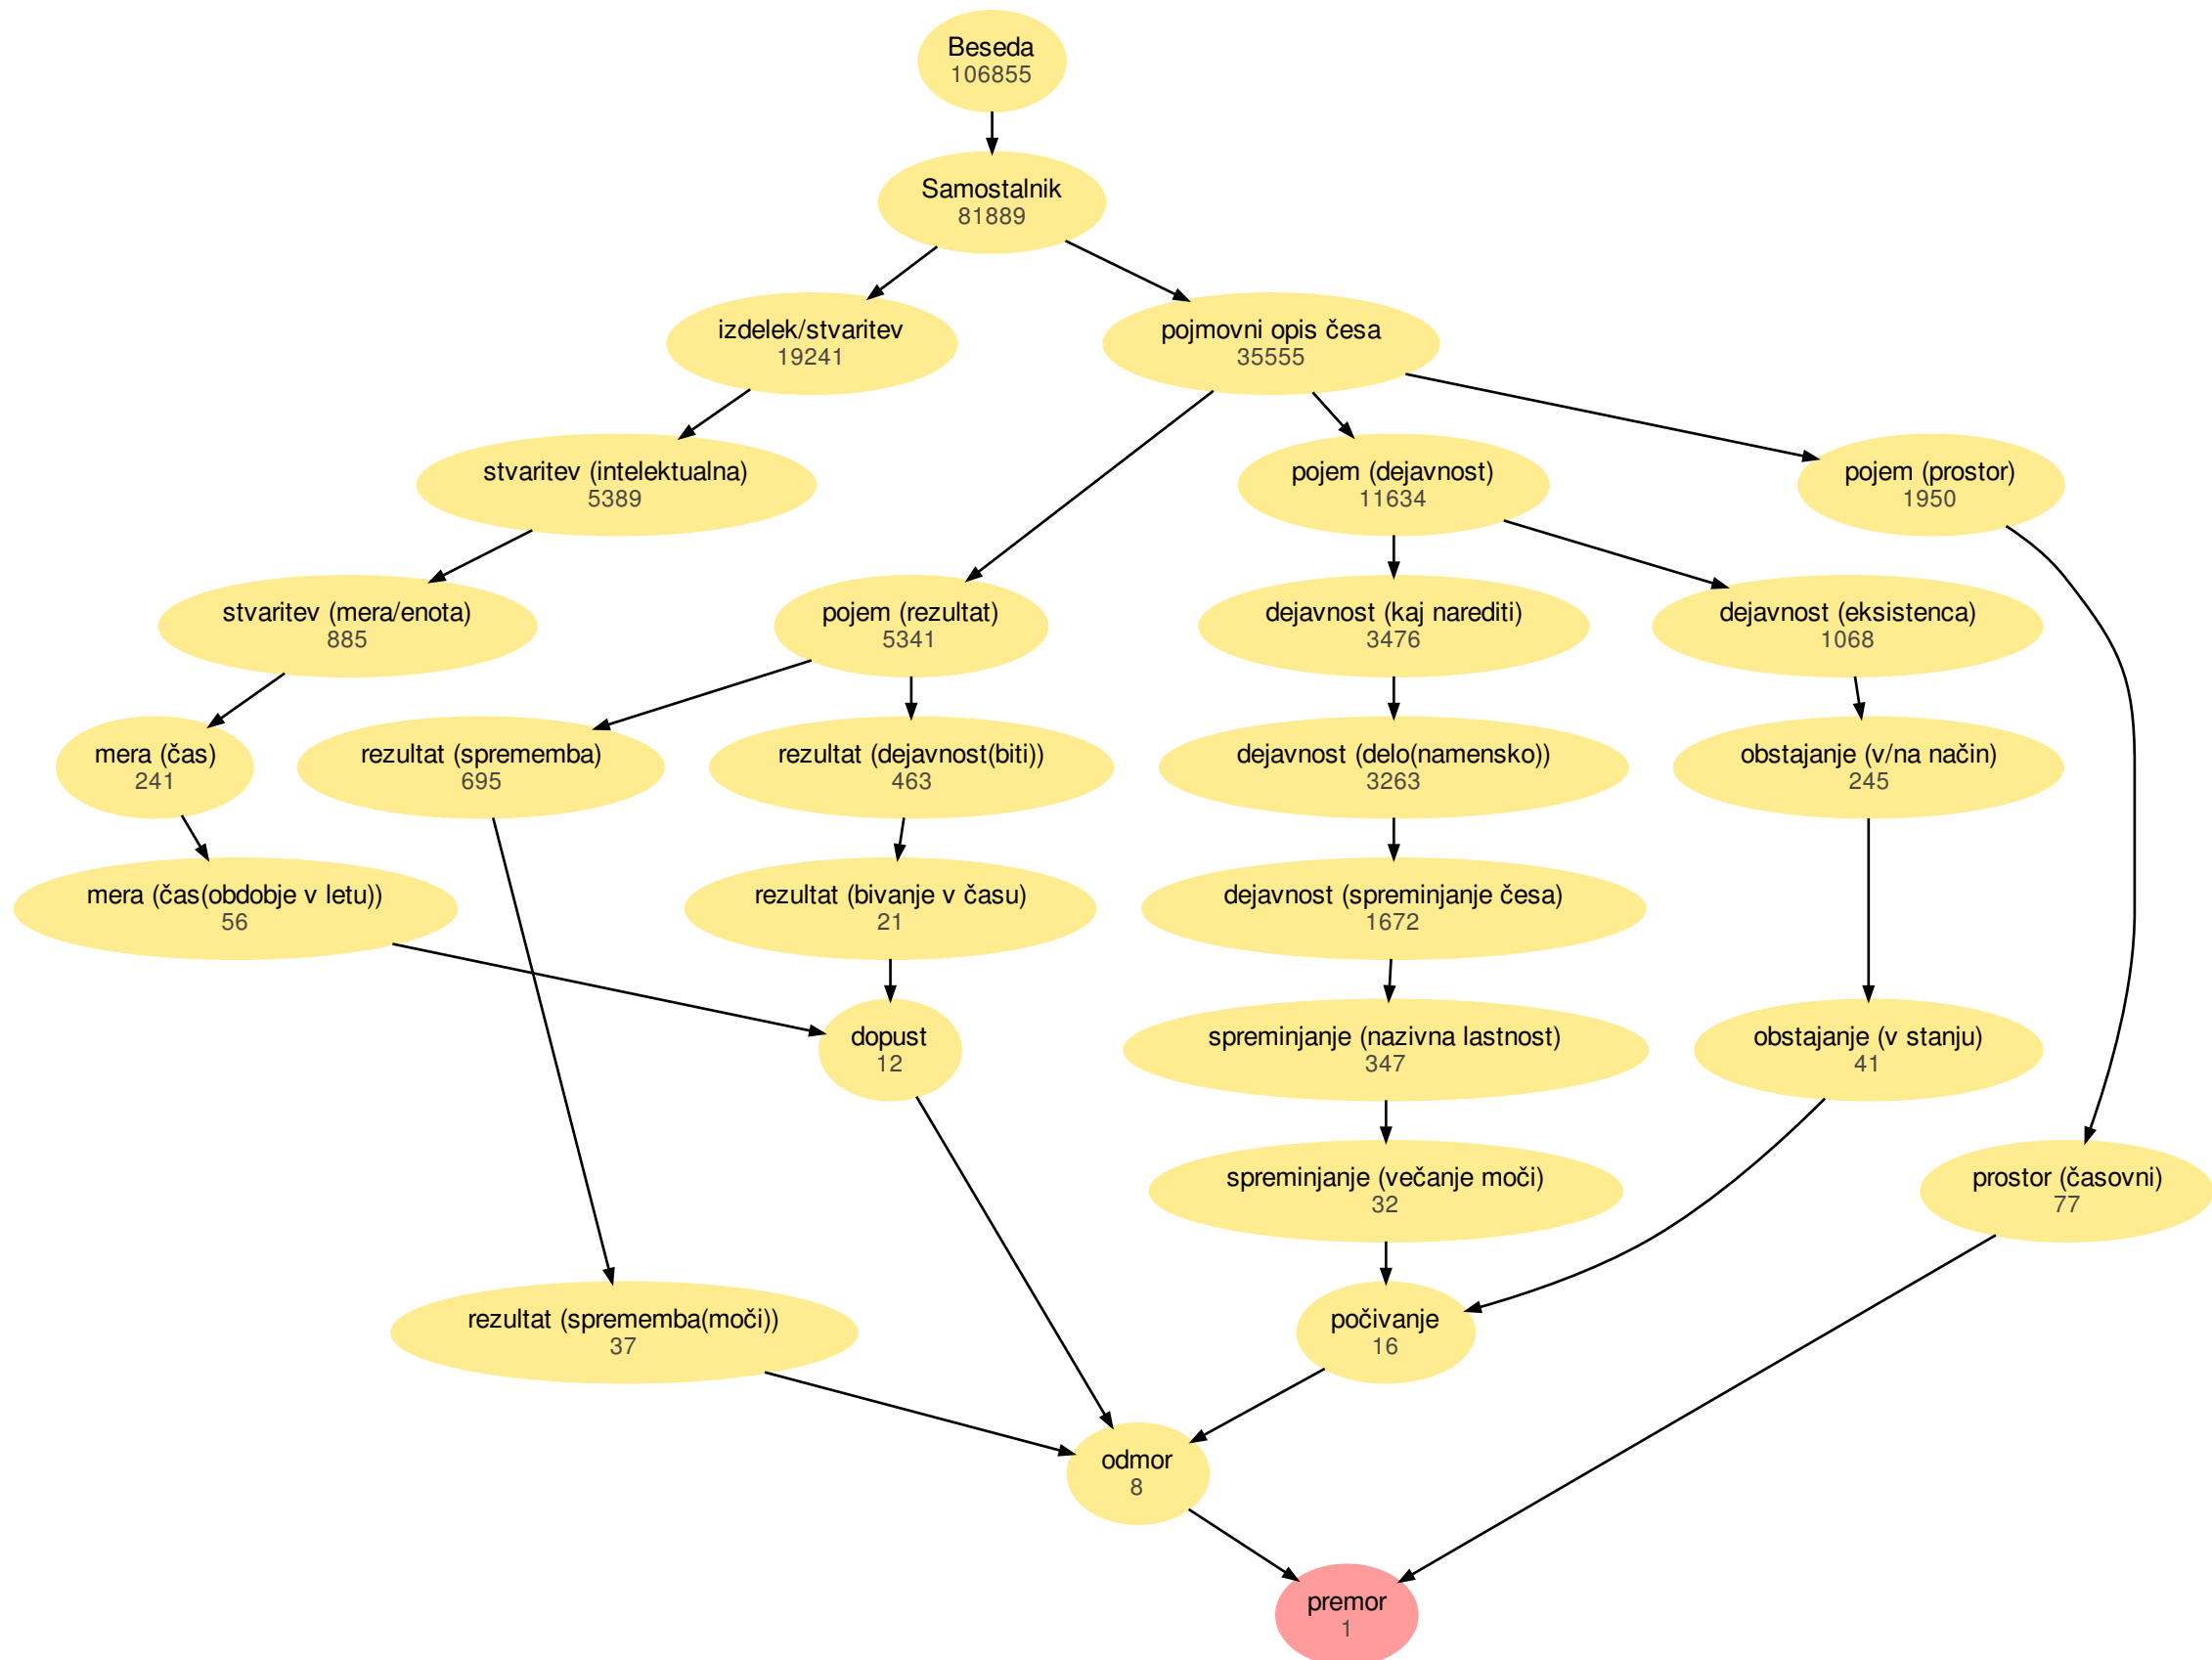 Beseda
106855
Samostalnik
81889
izdelek/stvaritev
19241
pojmovni opis česa
35555
stvaritev (intelektualna)
5389
pojem (dejavnost)
11634
pojem (prostor)
1950
stvaritev (mera/enota)
885
pojem (rezultat)
5341
dejavnost (kaj narediti)
3476
dejavnost (eksistenca)
1068
mera (čas)
241
rezultat (sprememba)
695
rezultat (dejavnost(biti))
463
dejavnost (delo(namensko))
3263
obstajanje (v/na način)
245
mera (čas(obdobje v letu))
56
rezultat (bivanje v času)
21
dejavnost (spreminjanje česa)
1672
dopust
12
spreminjanje (nazivna lastnost)
347
obstajanje (v stanju)
41
spreminjanje (večanje moči)
32
prostor (časovni)
77
rezultat (sprememba(moči))
37
počivanje
16
odmor
8
premor
1